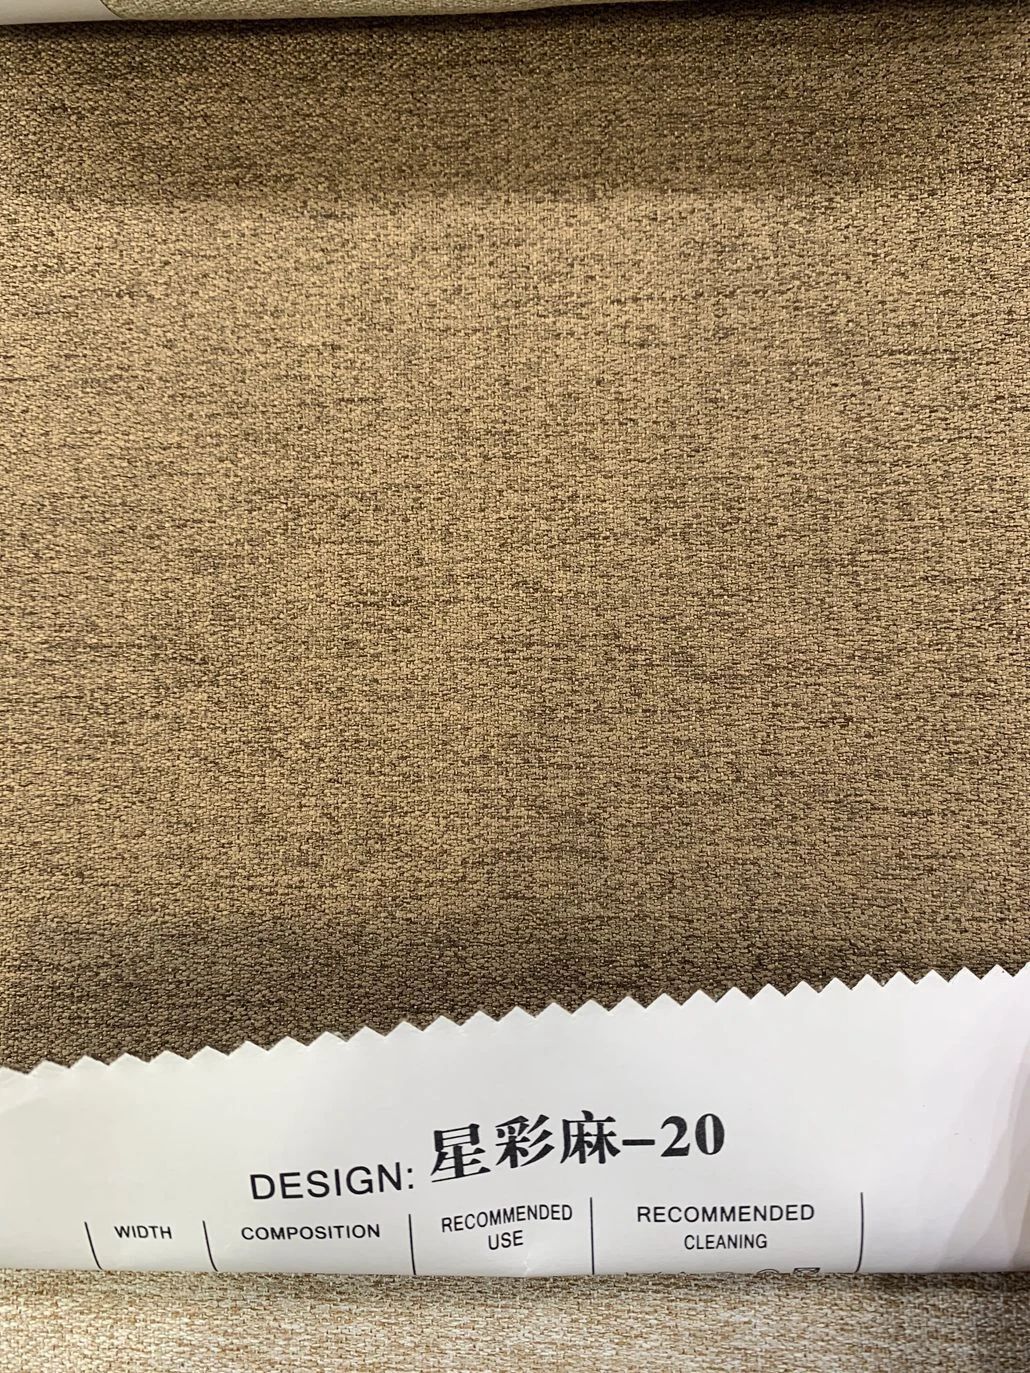 DESIGN: 星彩麻-20
WIDTH
COMPOSITION
RECOMMENDED
USE
RECOMMENDED
CLEANING